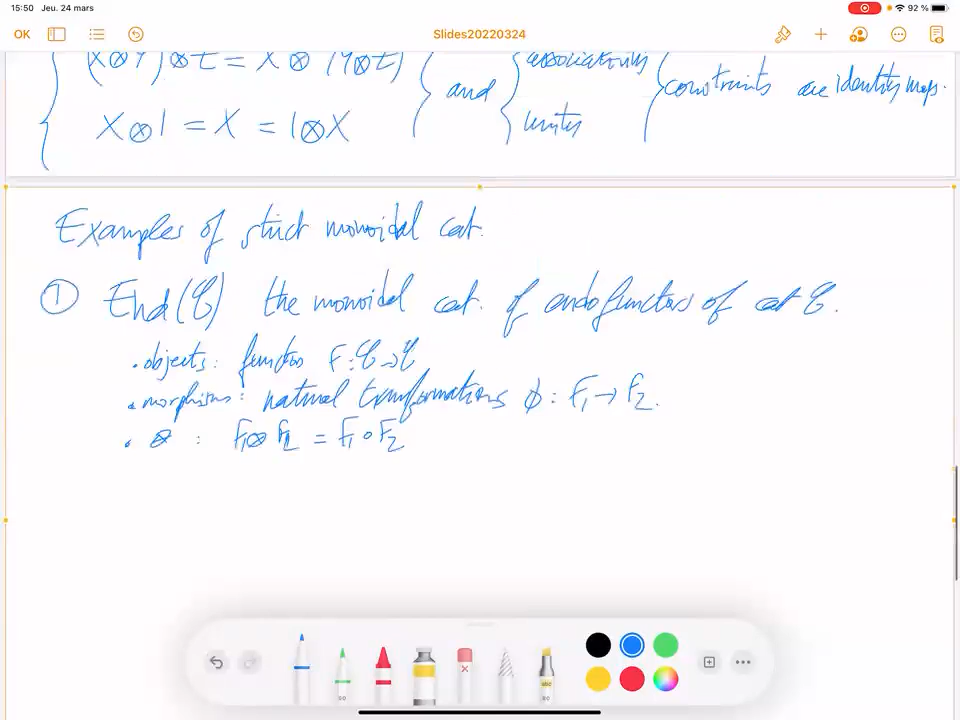 15:50 Jeu. 24 mars
92 %
OK
Slides20220324
(X⊗Y)⊗Z = X⊗(Y⊗Z) and associativity constraints are identity maps.
X⊗1 = X = 1⊗X units
Examples of strict monoidal cat.
① End(𝒞) the monoidal cat. of endofunctors of cat 𝒞.
. objects: functors F: 𝒞→𝒞
. morphisms: natural transformations ϕ: F₁→F₂.
. ⊗ : F₁⊗F₂ = F₁∘F₂